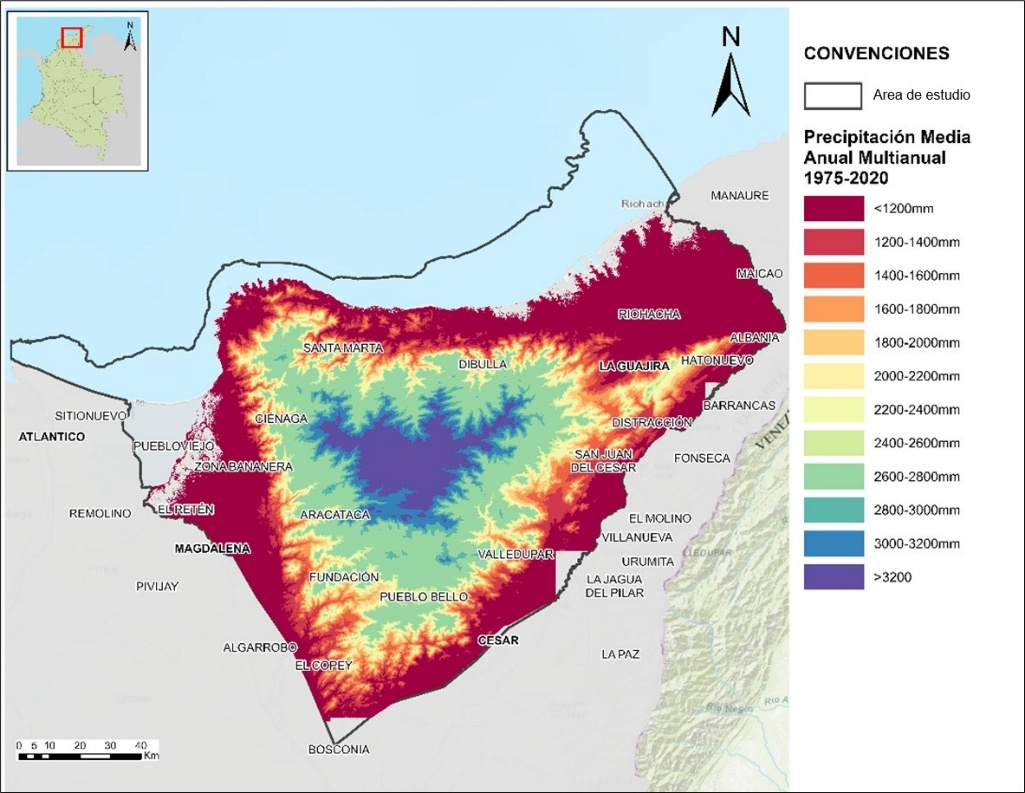 N
N
CONVENCIONES
Area de estudio
Precipitación Media
Anual Multianual
1975-2020
<1200mm
1200-1400mm
1400-1600mm
1600-1800mm
1800-2000mm
2000-2200mm
2200-2400mm
2400-2600mm
2600-2800mm
2800-3000mm
3000-3200mm
>3200
MANAURE
Riohach
MAICAO
RIOHACHA
ALBANIA
SANTA MARTA
DIBULLA
LA GUAJIRA
HATONUEVO
BARRANCAS
SITIONUEVO
CIÉNAGA
DISTRACCIÓN
ATLANTICO
PUEBLOVIEJO
ZONA BANANERA
SAN JUAN
DEL CESAR
FONSECA
REMOLINO
EL RETÉN
ARACATACA
EL MOLINO
VILLANUEVA
MAGDALENA
VALLEDUPAR
URUMITA
PIVIJAY
FUNDACIÓN
PUEBLO BELLO
LA JAGUA
DEL PILAR
ALGARROBO
CESAR
EL COPEY
LA PAZ
BOSCONIA
Río Negro
Río A
0 5 10 20 30 40
Km